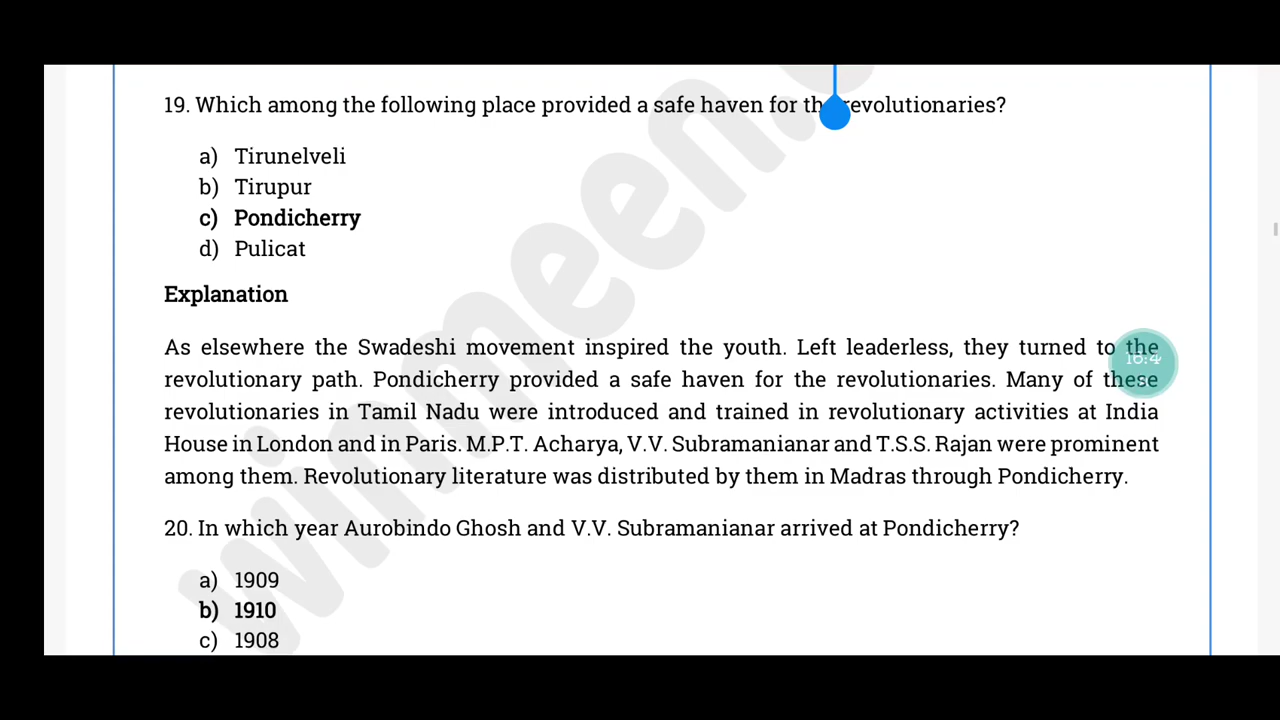 19. Which among the following place provided a safe haven for the revolutionaries?
a) Tirunelveli
b) Tirupur
c) Pondicherry
d) Pulicat
Explanation
As elsewhere the Swadeshi movement inspired the youth. Left leaderless, they turned to the
revolutionary path. Pondicherry provided a safe haven for the revolutionaries. Many of these
revolutionaries in Tamil Nadu were introduced and trained in revolutionary activities at India
House in London and in Paris. M.P.T. Acharya, V.V. Subramanianar and T.S.S. Rajan were prominent
among them. Revolutionary literature was distributed by them in Madras through Pondicherry.
20. In which year Aurobindo Ghosh and V.V. Subramanianar arrived at Pondicherry?
a) 1909
b) 1910
c) 1908
winmeen